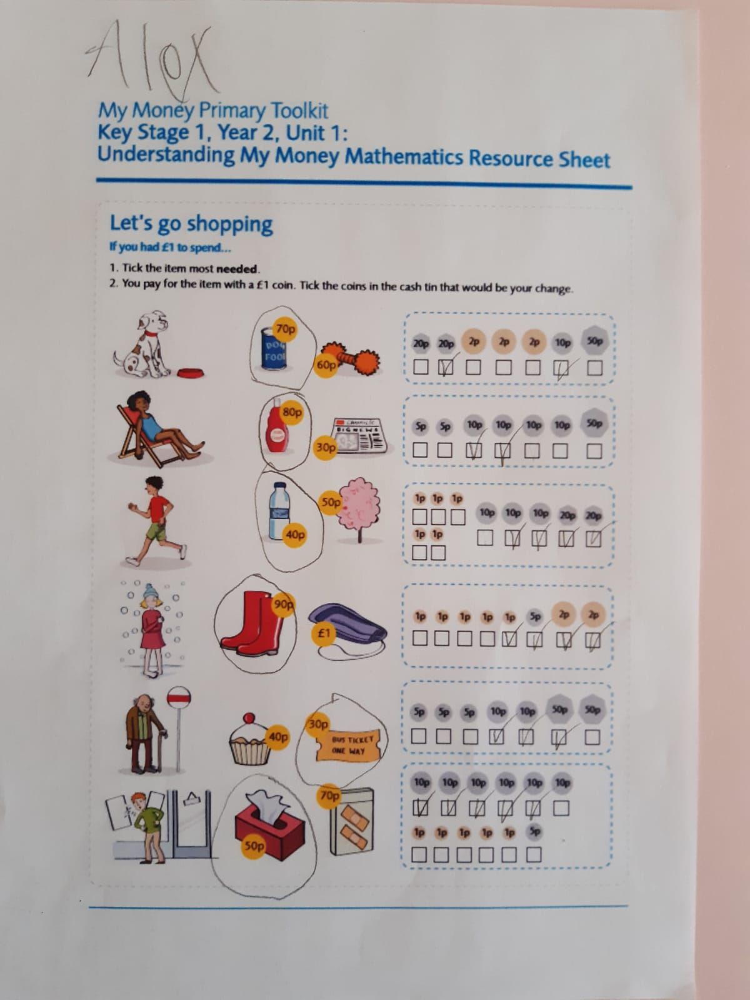 Alex
My Money Primary Toolkit
Key Stage 1, Year 2, Unit 1:
Understanding My Money Mathematics Resource Sheet
Let's go shopping
If you had £1 to spend...
1. Tick the item most needed.
2. You pay for the item with a £1 coin. Tick the coins in the cash tin that would be your change.
70p
DOG
FOOD
60p
20p 20p 2p 2p 2p 10p 50p
80p
BIG NEWS
30p
5p 5p 10p 10p 10p 10p 50p
50p
40p
1p 1p 1p
10p 10p 10p 20p 20p
1p 1p
90p
£1
1p 1p 1p 1p 1p 5p 2p 2p
40p
30p
BUS TICKET
ONE WAY
5p 5p 5p 10p 10p 50p 50p
50p
70p
10p 10p 10p 10p 10p 10p
1p 1p 1p 1p 1p 5p